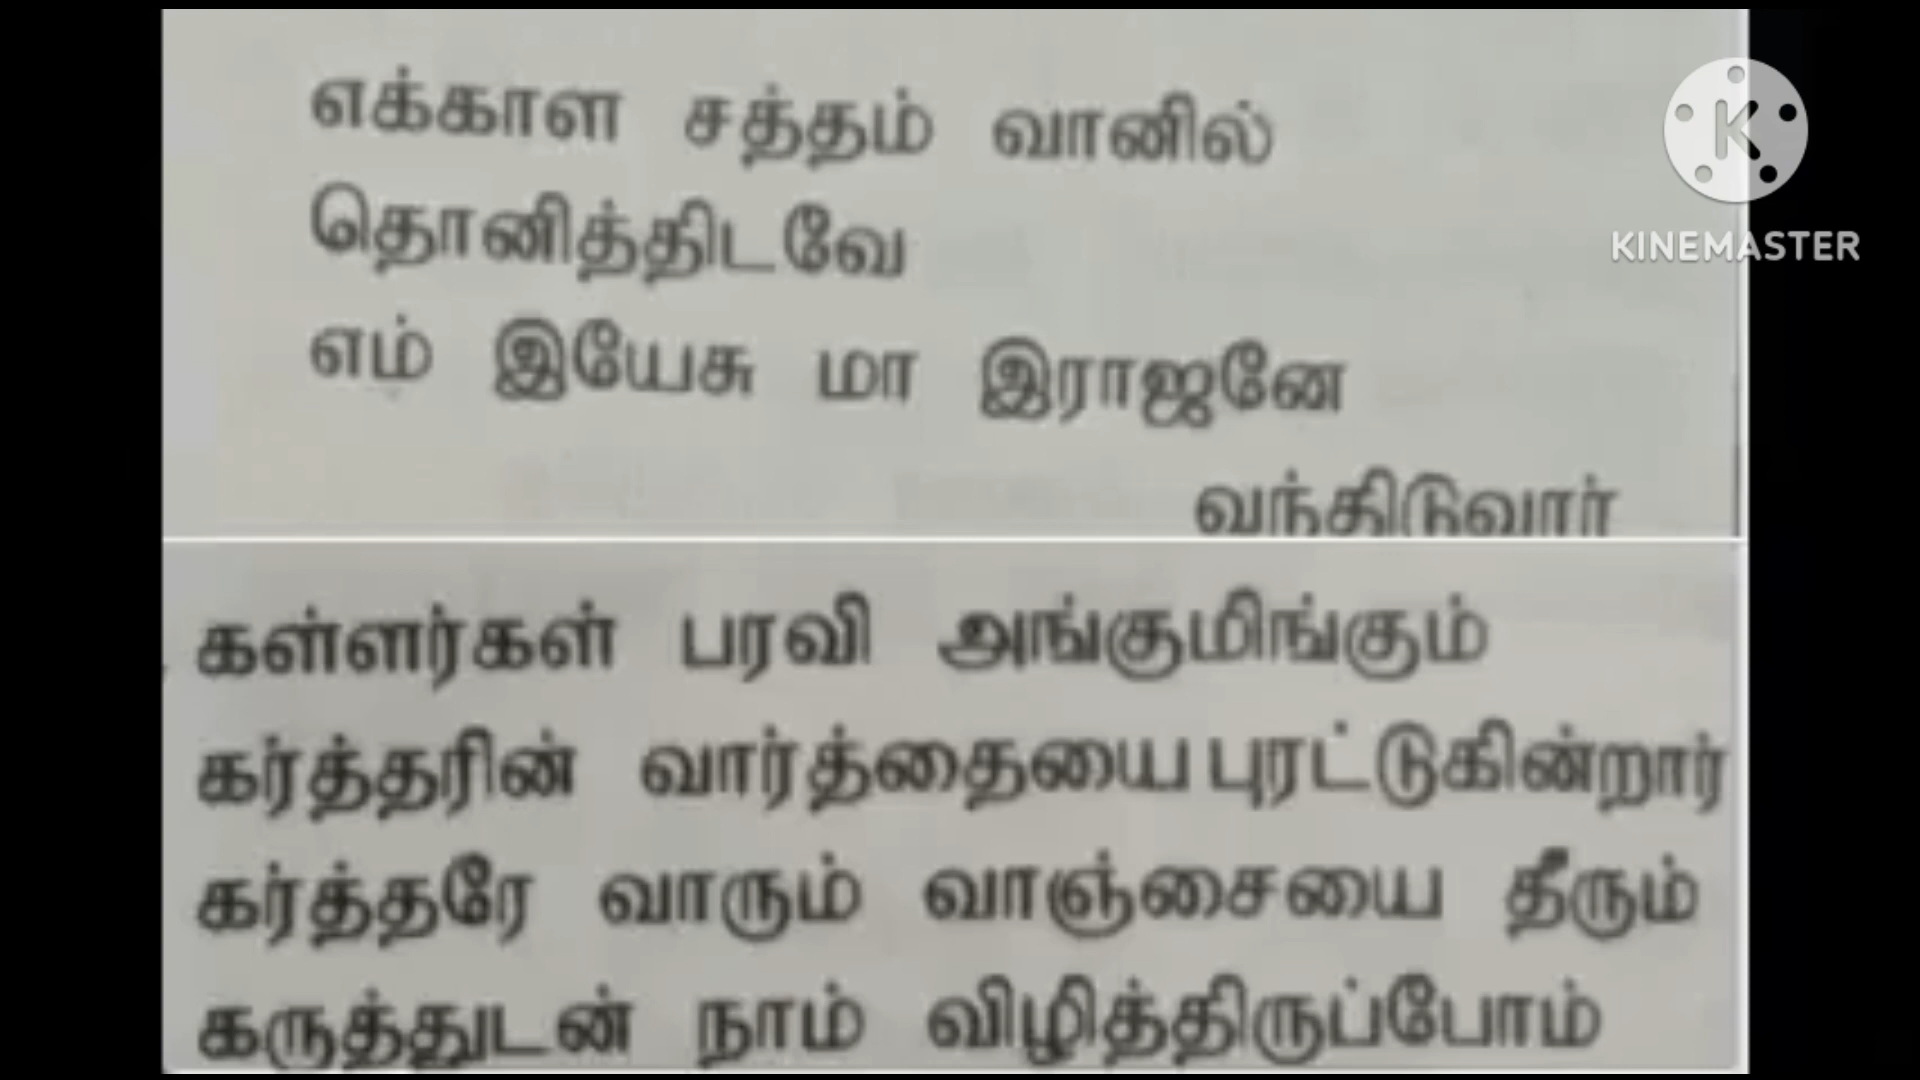 எக்காள சத்தம் வானில்
தொனித்திடவே
எம் இயேசு மா இராஜனே
வந்திடுவார்
கள்ளர்கள் பரவி அங்குமிங்கும்
கர்த்தரின் வார்த்தையை புரட்டுகின்றார்
கர்த்தரே வாரும் வாஞ்சையை தீரும்
கருத்துடன் நாம் விழித்திருப்போம்
KINEMASTER